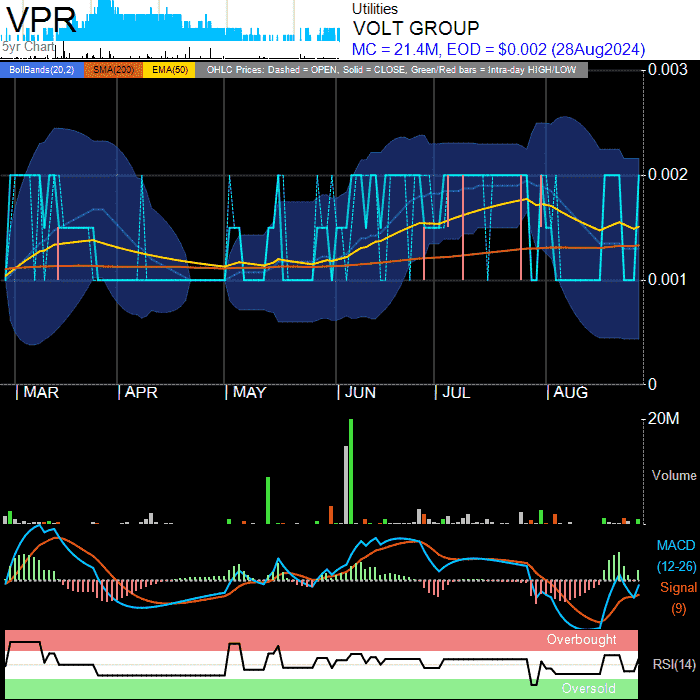 VPR
5yr Chart
Utilities
VOLT GROUP
MC = 21.4M, EOD = $0.002 (28Aug2024)
BollBands(20,2) SMA(200) EMA(50) OHLC Prices: Dashed = OPEN, Solid = CLOSE, Green/Red bars = Intra-day HIGH/LOW
0.003
0.002
0.001
0
MAR APR MAY JUN JUL AUG
20M
Volume
MACD
(12-26)
Signal
(9)
Overbought
RSI(14)
Oversold